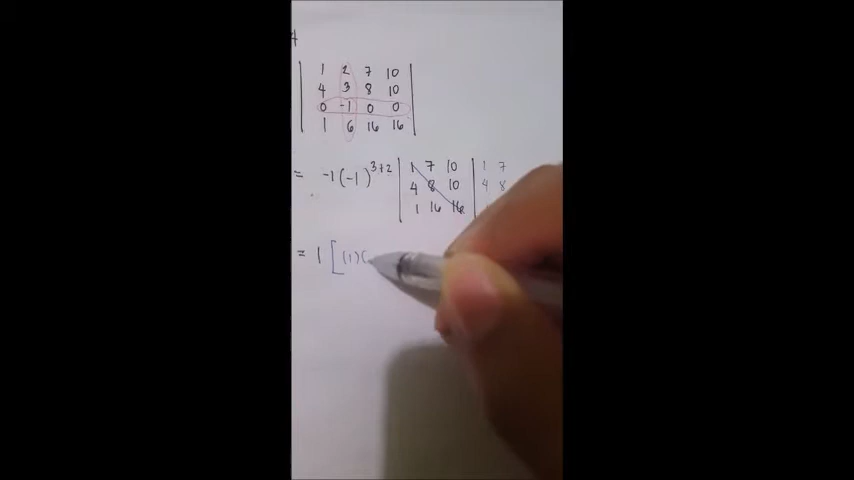 4
1 2 7 10
4 3 8 10
0 -1 0 0
1 6 16 16
= -1(-1)^{3+2} | 1 7 10 | 1 7
4 8 10 | 4 8
1 16 16 |
= 1 [ (1)(